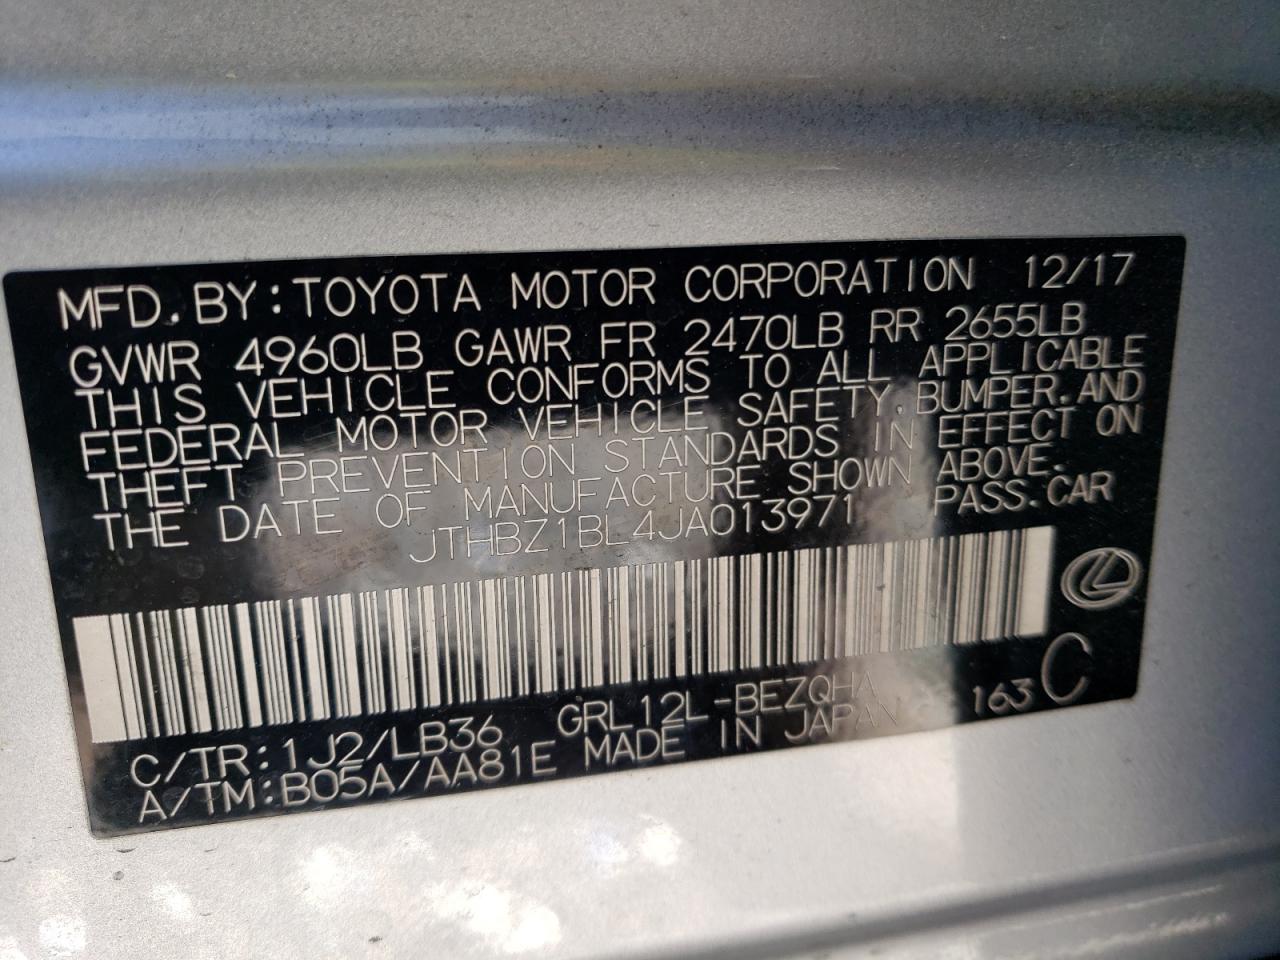 MFD. BY: TOYOTA MOTOR CORPORATION 12/17
GVWR 4960LB GAWR FR 2470LB RR 2655LB
THIS VEHICLE CONFORMS TO ALL APPLICABLE
FEDERAL MOTOR VEHICLE SAFETY, BUMPER, AND
THEFT PREVENTION STANDARDS IN EFFECT ON
THE DATE OF MANUFACTURE SHOWN ABOVE.
JTHBZ1BL4JA013971 PASS. CAR
C/TR: 1J2/LB36 GRL12L-BEZQHA 163 C
A/TM: B05A/AA81E MADE IN JAPAN